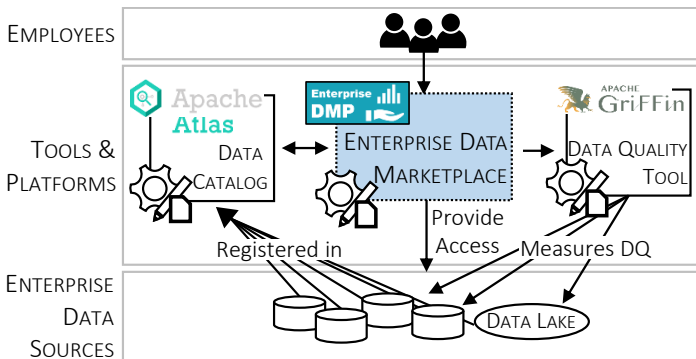 EMPLOYEES
TOOLS &
PLATFORMS
Apache
Atlas
DATA
CATALOG
Enterprise
DMP
ENTERPRISE DATA
MARKETPLACE
APACHE
GriFFin
DATA QUALITY
TOOL
Registered in
Provide
Access
Measures DQ
ENTERPRISE
DATA
SOURCES
DATA LAKE